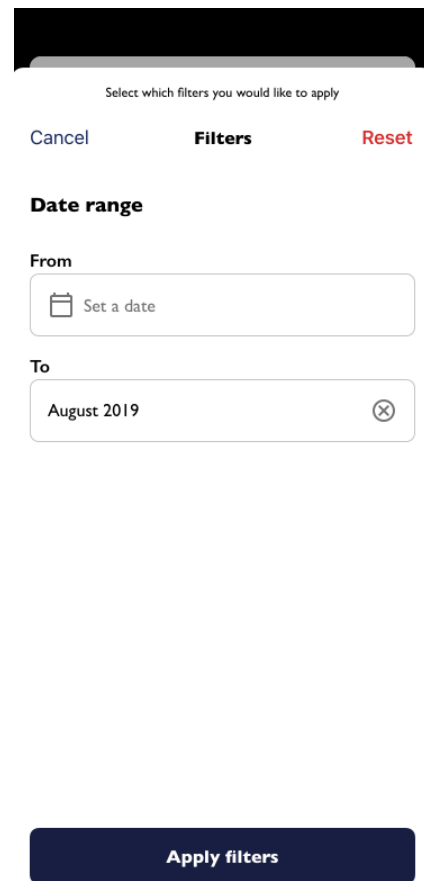 Select which filters you would like to apply
Cancel Filters Reset
Date range
From
Set a date
To
August 2019
Apply filters